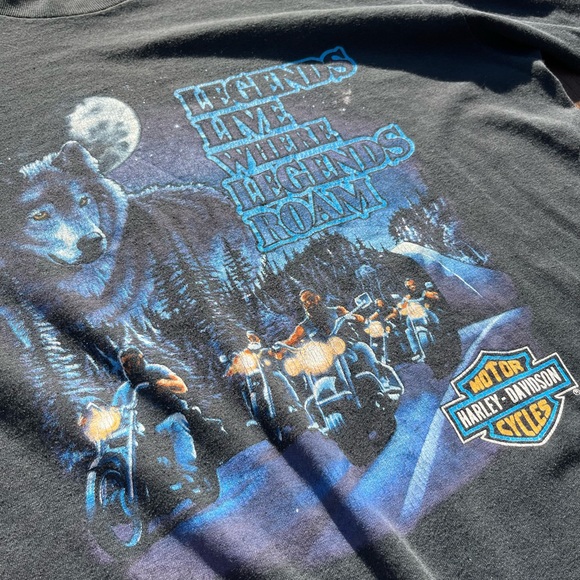 LEGENDS
LIVE
WHERE
LEGENDS
ROAM
MOTOR
HARLEY-DAVIDSON
CYCLES
®